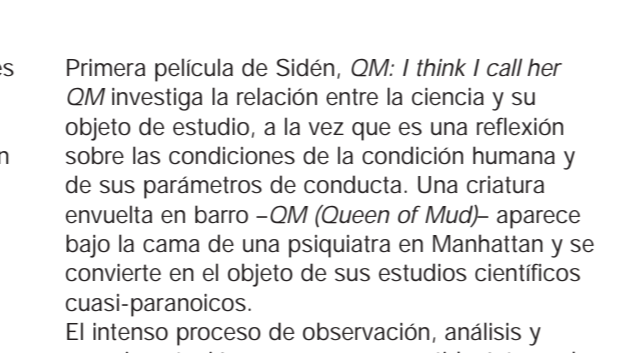 Primera película de Sidén, QM: I think I call her
QM investiga la relación entre la ciencia y su
objeto de estudio, a la vez que es una reflexión
sobre las condiciones de la condición humana y
de sus parámetros de conducta. Una criatura
envuelta en barro –QM (Queen of Mud)– aparece
bajo la cama de una psiquiatra en Manhattan y se
convierte en el objeto de sus estudios científicos
cuasi-paranoicos.
El intenso proceso de observación, análisis y